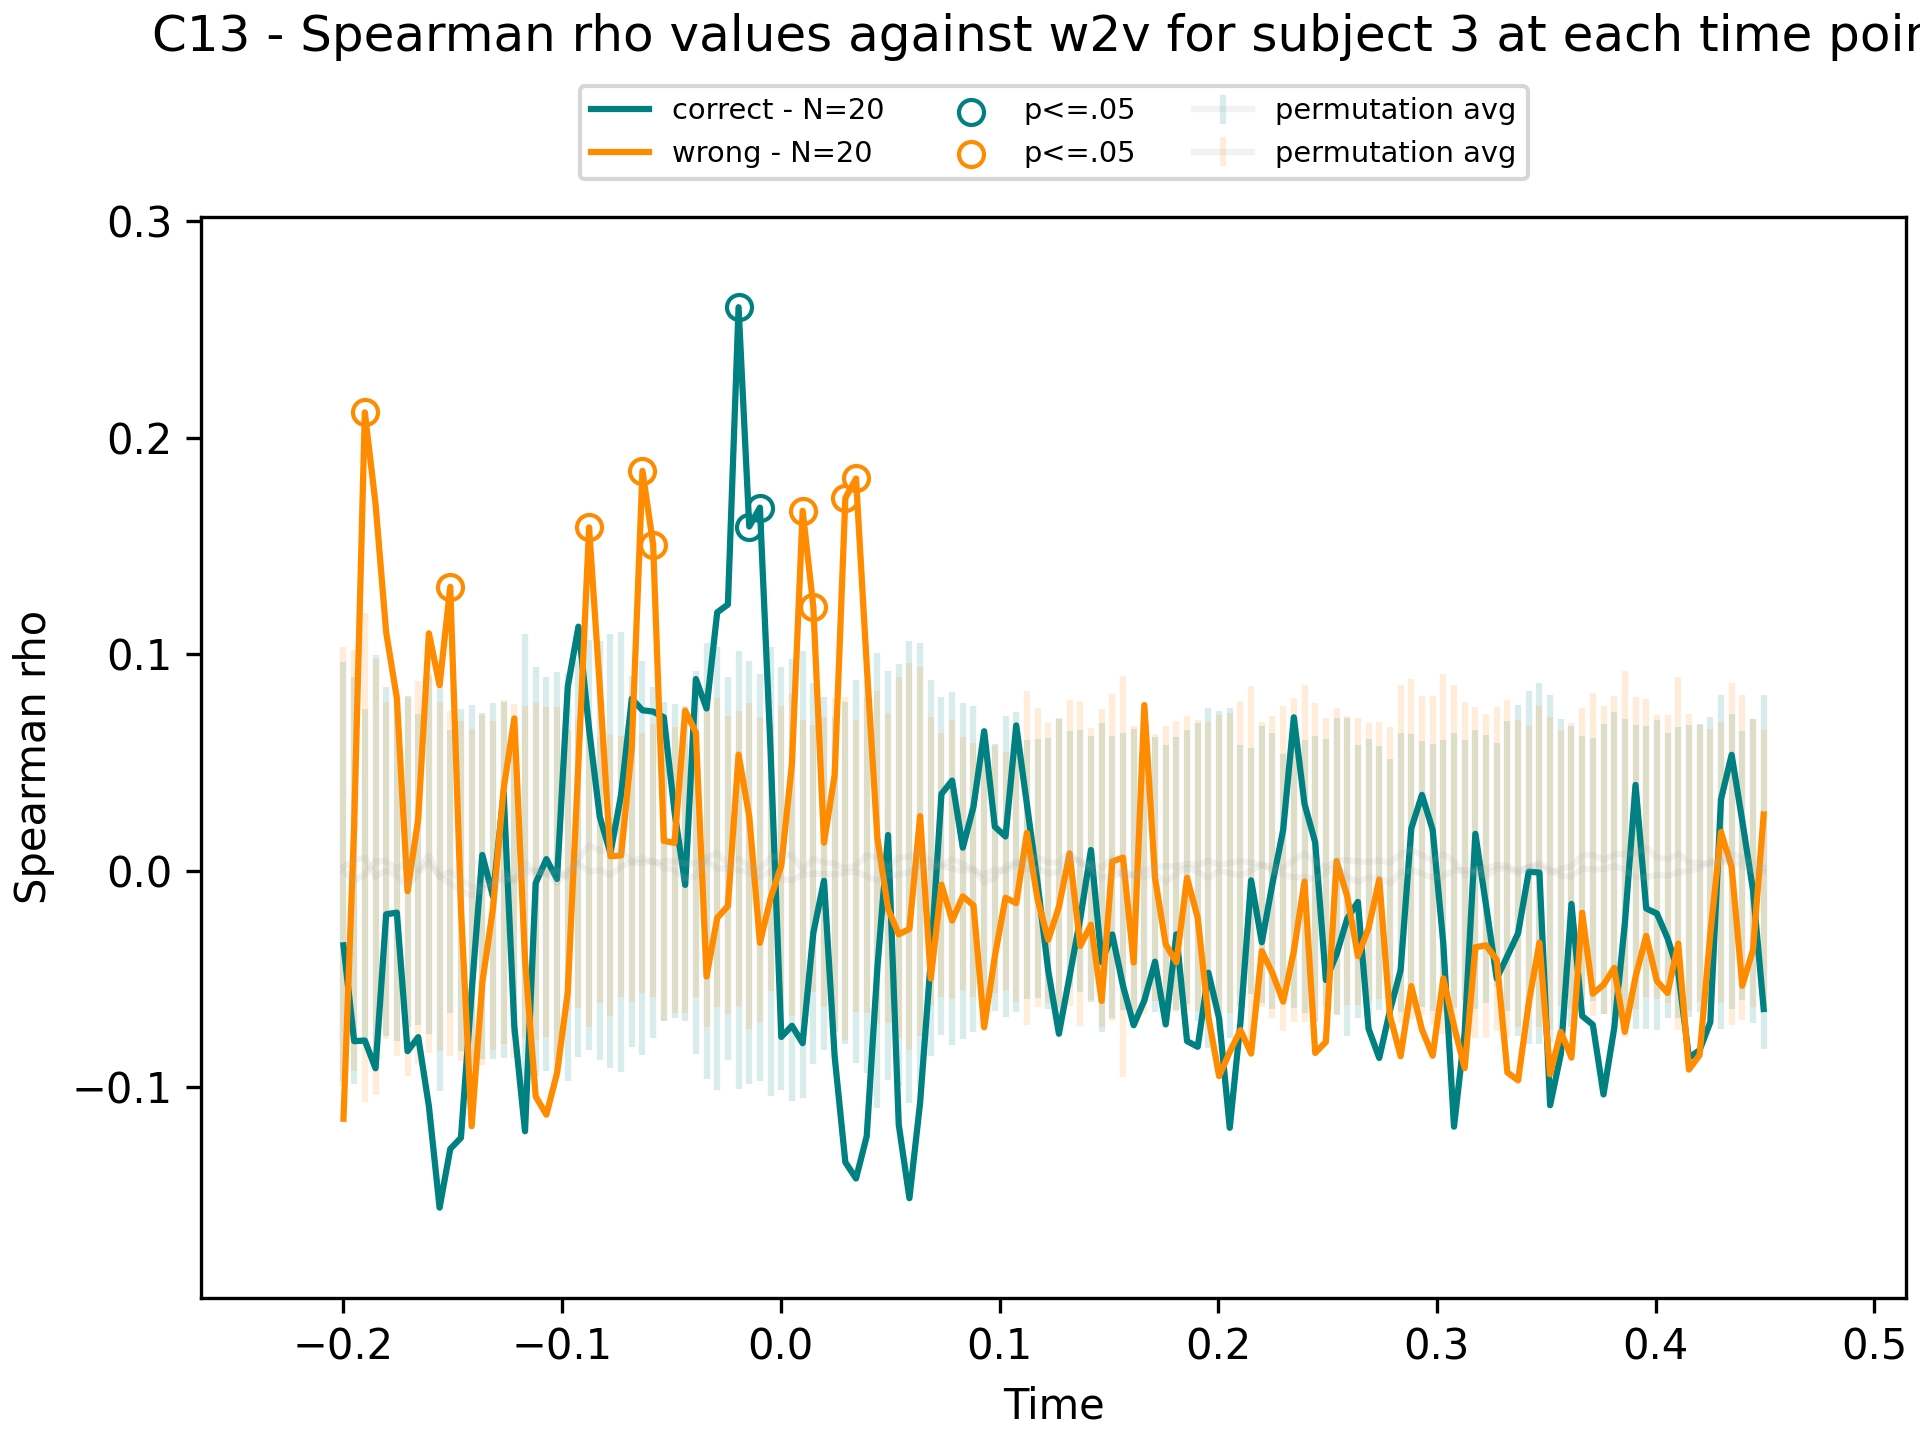 C13 - Spearman rho values against w2v for subject 3 at each time poin
correct - N=20 p<=.05 permutation avg
wrong - N=20 p<=.05 permutation avg
0.3
0.2
0.1
0.0
−0.1
Spearman rho
−0.2 −0.1 0.0 0.1 0.2 0.3 0.4 0.5
Time